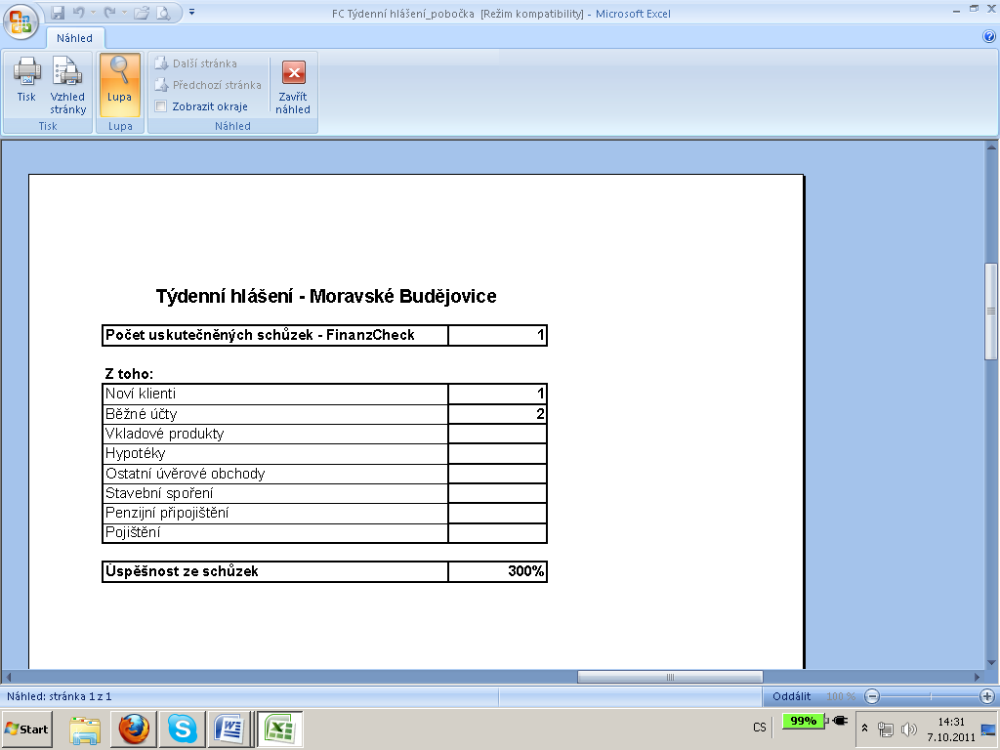 FC Týdenní hlášení_pobočka [Režim kompatibility] - Microsoft Excel
Náhled
Tisk
Vzhled stránky
Tisk
Lupa
Lupa
Další stránka
Předchozí stránka
Zobrazit okraje
Zavřít náhled
Náhled
Týdenní hlášení - Moravské Budějovice
Počet uskutečněných schůzek - FinanzCheck 1
Z toho:
Noví klienti 1
Běžné účty 2
Vkladové produkty
Hypotéky
Ostatní úvěrové obchody
Stavební spoření
Penzijní připojištění
Pojištění
Úspěšnost ze schůzek 300%
Náhled: stránka 1 z 1
Oddálit 100 %
Start
CS
99%
14:31
7.10.2011